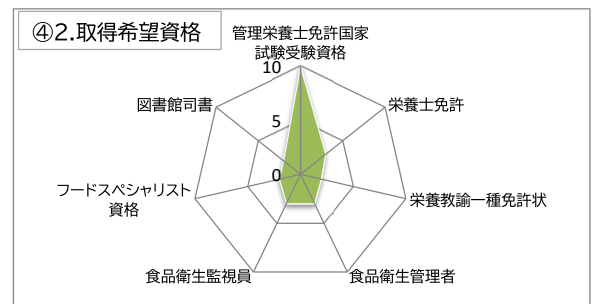 ④2.取得希望資格
管理栄養士免許国家
試験受験資格
10
図書館司書
栄養士免許
5
0
フードスペシャリスト
資格
栄養教諭一種免許状
食品衛生監視員
食品衛生管理者